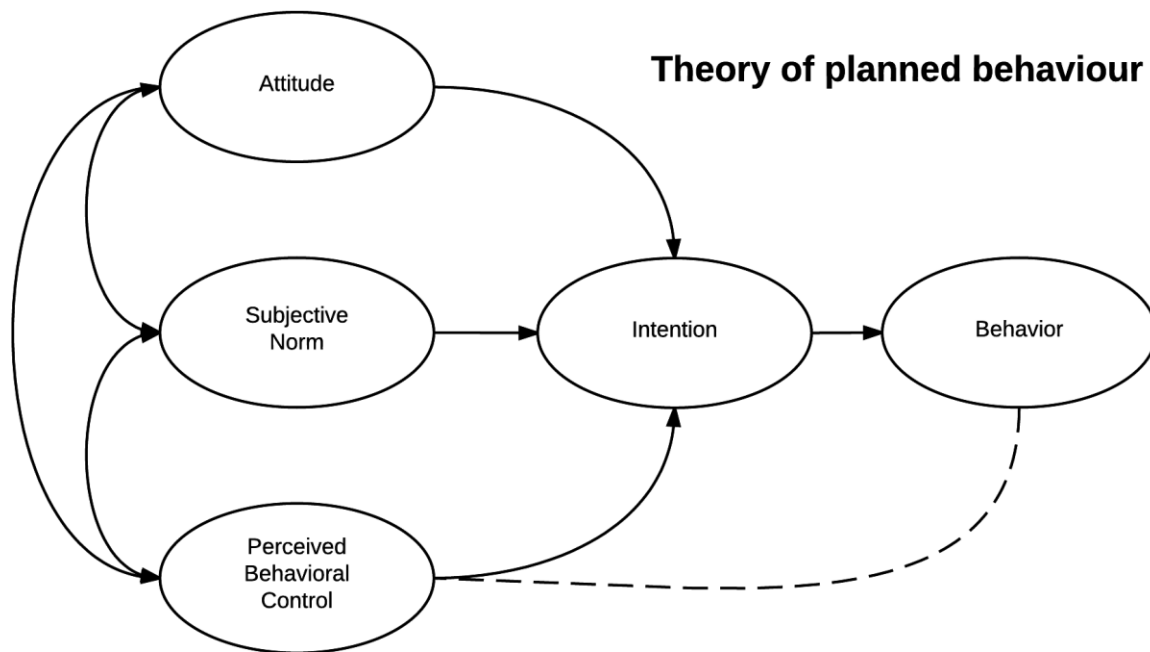 Theory of planned behaviour
Attitude
Subjective
Norm
Intention
Behavior
Perceived
Behavioral
Control